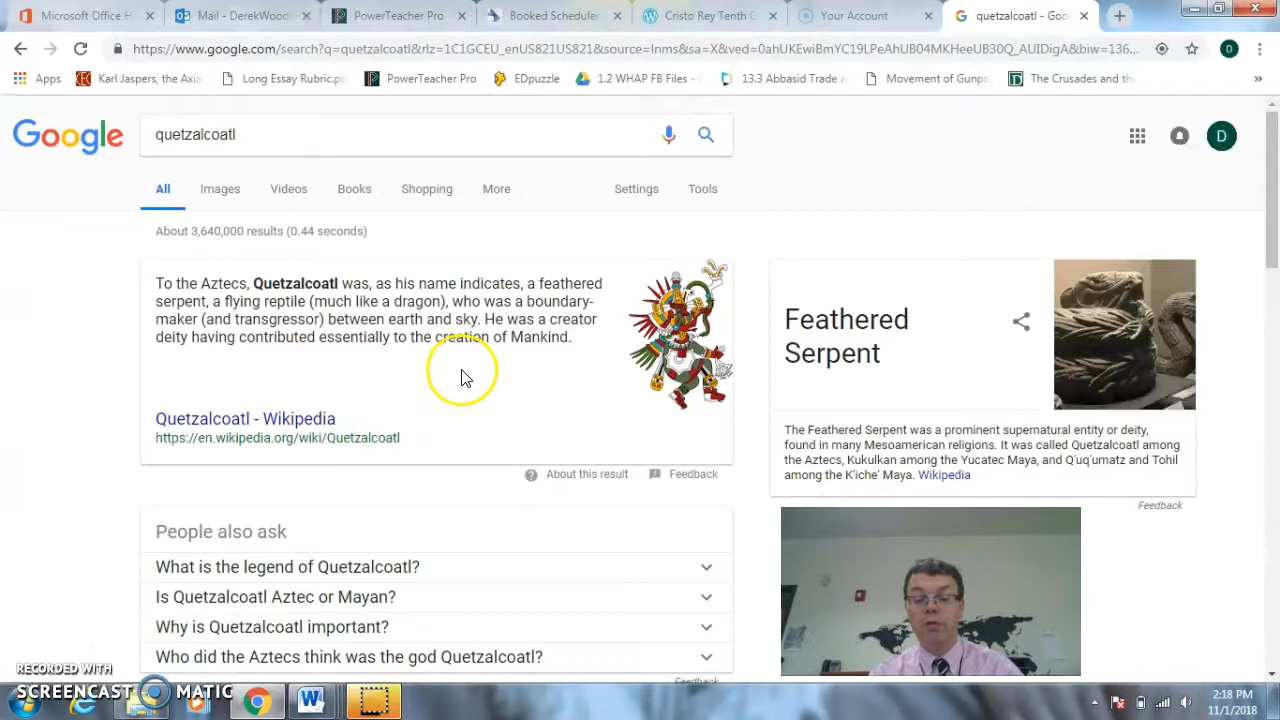 Microsoft Office H
Mail - DerekWood
PowerTeacher Pro
Booked Scheduler
Cristo Rey Tenth G
Your Account
quetzalcoatl - Goo
https://www.google.com/search?q=quetzalcoatl&rlz=1C1GCEU_enUS821US821&source=lnms&sa=X&ved=0ahUKEwiBmYC19LPeAhUB04MKHeeUB30Q_AUIDigA&biw=136...
D
Apps
Karl Jaspers, the Axia
Long Essay Rubric.pd
PowerTeacher Pro
EDpuzzle
1.2 WHAP FB Files - G
13.3 Abbasid Trade a
Movement of Gunpo
The Crusades and the
»
Google
quetzalcoatl
D
All
Images
Videos
Books
Shopping
More
Settings
Tools
About 3,640,000 results (0.44 seconds)
To the Aztecs, Quetzalcoatl was, as his name indicates, a feathered
serpent, a flying reptile (much like a dragon), who was a boundary-
maker (and transgressor) between earth and sky. He was a creator
deity having contributed essentially to the creation of Mankind.
Quetzalcoatl - Wikipedia
https://en.wikipedia.org/wiki/Quetzalcoatl
About this result
Feedback
Feathered
Serpent
The Feathered Serpent was a prominent supernatural entity or deity,
found in many Mesoamerican religions. It was called Quetzalcoatl among
the Aztecs, Kukulkan among the Yucatec Maya, and Q'uq'umatz and Tohil
among the K'iche' Maya. Wikipedia
Feedback
People also ask
What is the legend of Quetzalcoatl?
Is Quetzalcoatl Aztec or Mayan?
Why is Quetzalcoatl important?
Who did the Aztecs think was the god Quetzalcoatl?
Feedback
RECORDED WITH
SCREENCAST MATIC
2:18 PM
11/1/2018